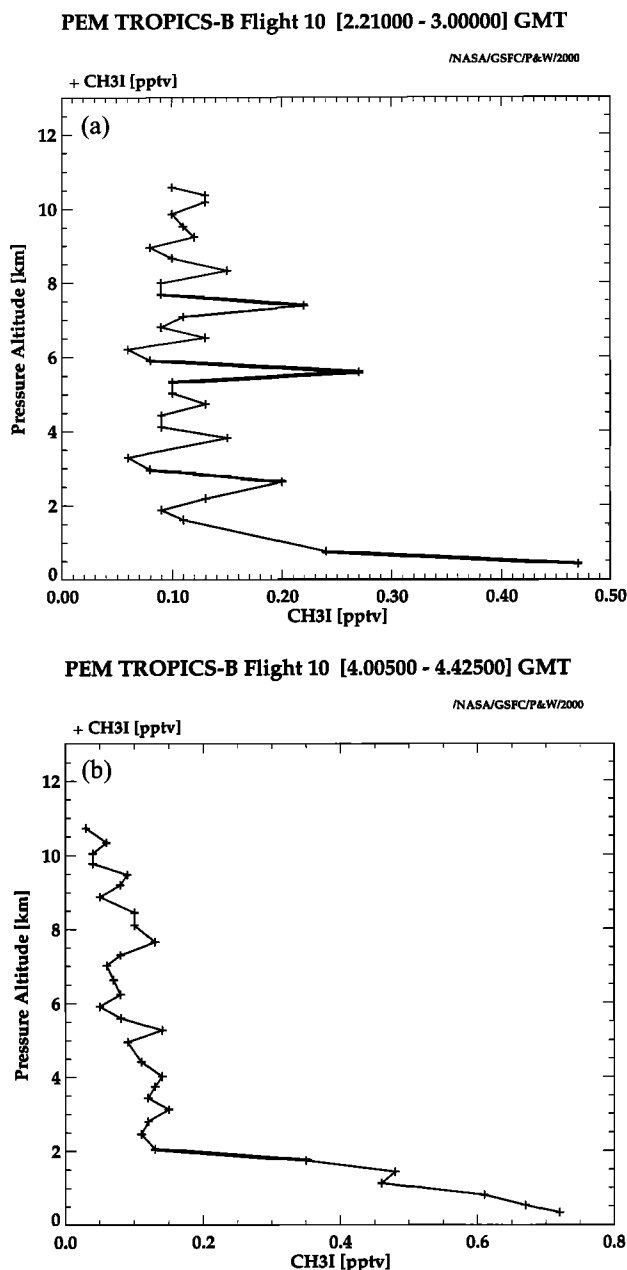 PEM TROPICS-B Flight 10 [2.21000 - 3.00000] GMT
/NASA/GSFC/P&W/2000
+ CH3I [pptv]
(a)
12
10
8
6
4
2
0
Pressure Altitude [km]
0.00 0.10 0.20 0.30 0.40 0.50
CH3I [pptv]
PEM TROPICS-B Flight 10 [4.00500 - 4.42500] GMT
/NASA/GSFC/P&W/2000
+ CH3I [pptv]
(b)
12
10
8
6
4
2
0
Pressure Altitude [km]
0.0 0.2 0.4 0.6 0.8
CH3I [pptv]